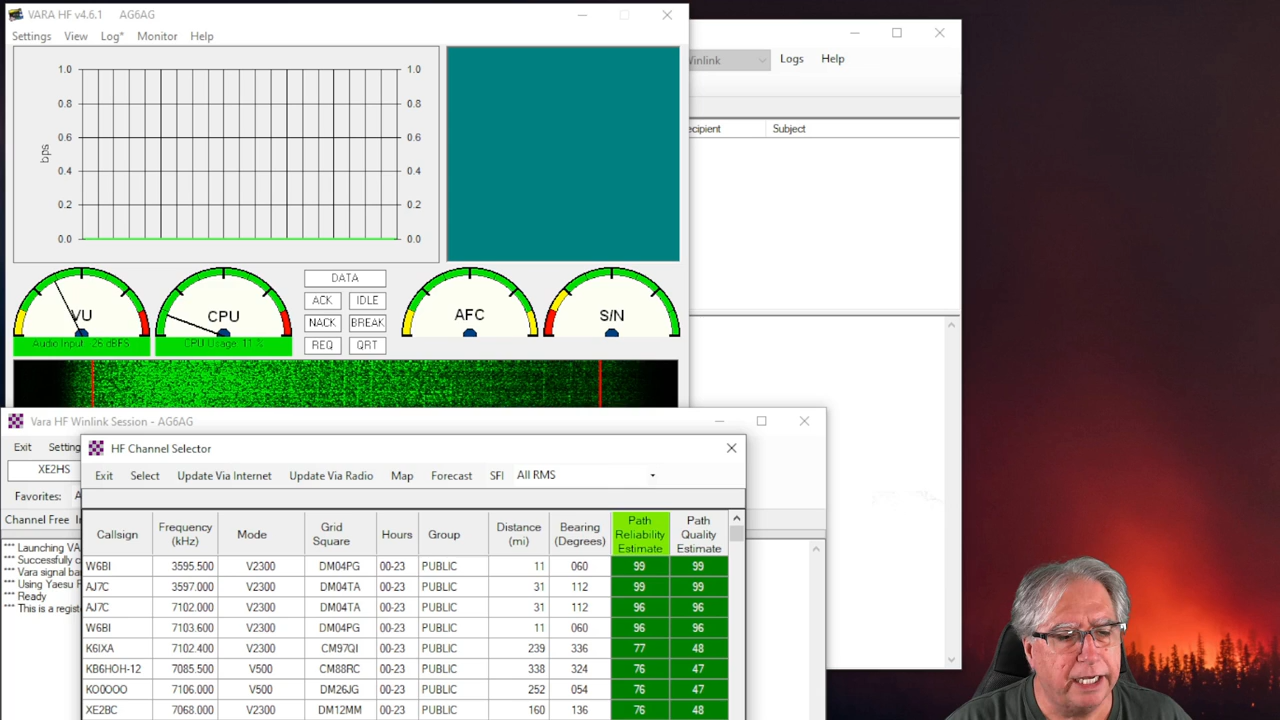 VARA HF v4.6.1 AG6AG
Settings View Log* Monitor Help
Winlink Logs Help
Recipient Subject
1.0 1.0
0.8 0.8
0.6 0.6
bps
0.4 0.4
0.2 0.2
0.0 0.0
DATA
ACK IDLE
NACK BREAK
REQ QRT
VU CPU AFC S/N
Audio Input: -26 dBFS CPU Usage: 11 %
Vara HF Winlink Session - AG6AG
Exit Setting
XE2HS
Favorites:
Channel Free
*** Launching VA
*** Successfully c
*** Vara signal ba
*** Using Yaesu F
*** Ready
*** This is a registe
HF Channel Selector
Exit Select Update Via Internet Update Via Radio Map Forecast SFI All RMS
Callsign Frequency (kHz) Mode Grid Square Hours Group Distance (mi) Bearing (Degrees) Path Reliability Estimate Path Quality Estimate
W6BI 3595.500 V2300 DM04PG 00-23 PUBLIC 11 060 99 99
AJ7C 3597.000 V2300 DM04TA 00-23 PUBLIC 31 112 99 99
AJ7C 7102.000 V2300 DM04TA 00-23 PUBLIC 31 112 96 96
W6BI 7103.600 V2300 DM04PG 00-23 PUBLIC 11 060 96 96
K6IXA 7102.400 V2300 CM97QI 00-23 PUBLIC 239 336 77 48
KB6HOH-12 7085.500 V500 CM88RC 00-23 PUBLIC 338 324 76 47
KO0OOO 7106.000 V500 DM26JG 00-23 PUBLIC 252 054 76 47
XE2BC 7068.000 V2300 DM12MM 00-23 PUBLIC 160 136 76 48